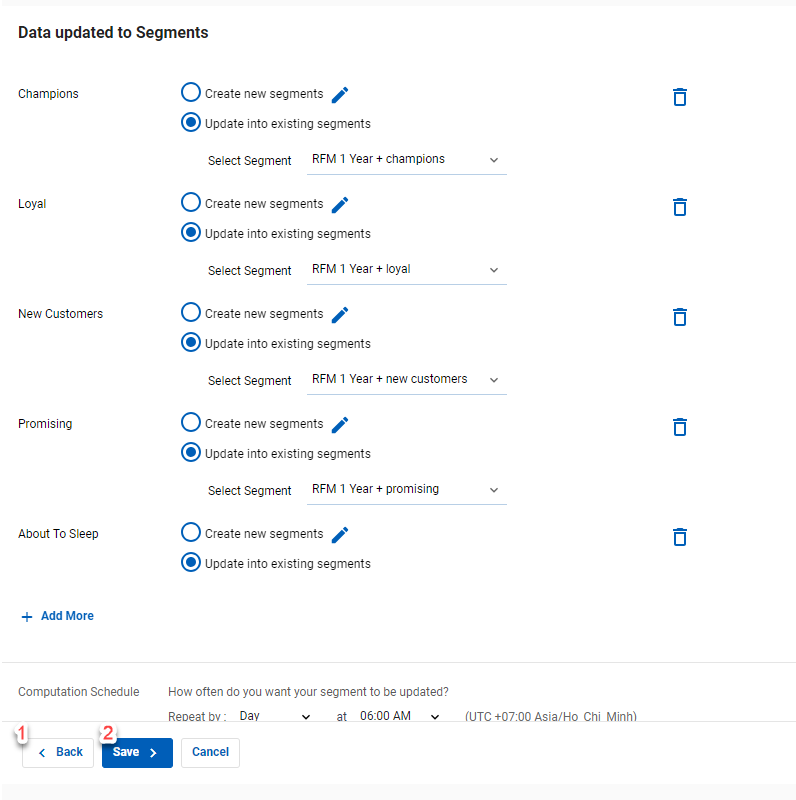 Data updated to Segments
Champions
Create new segments
Update into existing segments
Select Segment RFM 1 Year + champions
Loyal
Create new segments
Update into existing segments
Select Segment RFM 1 Year + loyal
New Customers
Create new segments
Update into existing segments
Select Segment RFM 1 Year + new customers
Promising
Create new segments
Update into existing segments
Select Segment RFM 1 Year + promising
About To Sleep
Create new segments
Update into existing segments
+ Add More
Computation Schedule How often do you want your segment to be updated?
Repeat by : Day at 06:00 AM (UTC +07:00 Asia/Ho_Chi_Minh)
1 2
Back Save Cancel